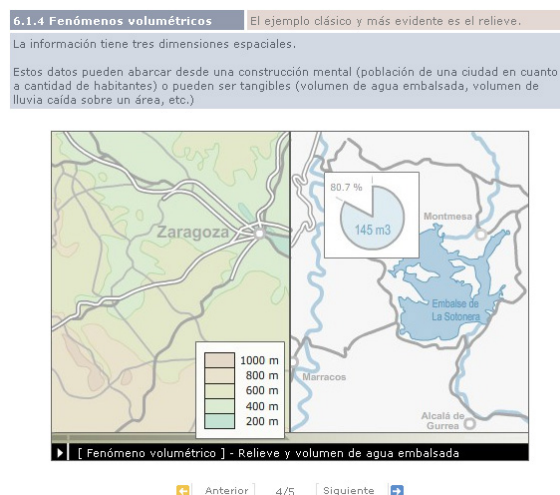 6.1.4 Fenómenos volumétricos
El ejemplo clásico y más evidente es el relieve.
La información tiene tres dimensiones espaciales.
Estos datos pueden abarcar desde una construcción mental (población de una ciudad en cuanto
a cantidad de habitantes) o pueden ser tangibles (volumen de agua embalsada, volumen de
lluvia caída sobre un área, etc.)
Zaragoza
1000 m
800 m
600 m
400 m
200 m
80.7 %
145 m3
Montmesa
Embalse de
La Sotonera
Marracos
Alcalá de
Gurrea
[ Fenómeno volumétrico ] - Relieve y volumen de agua embalsada
Anterior 4/5 Siguiente